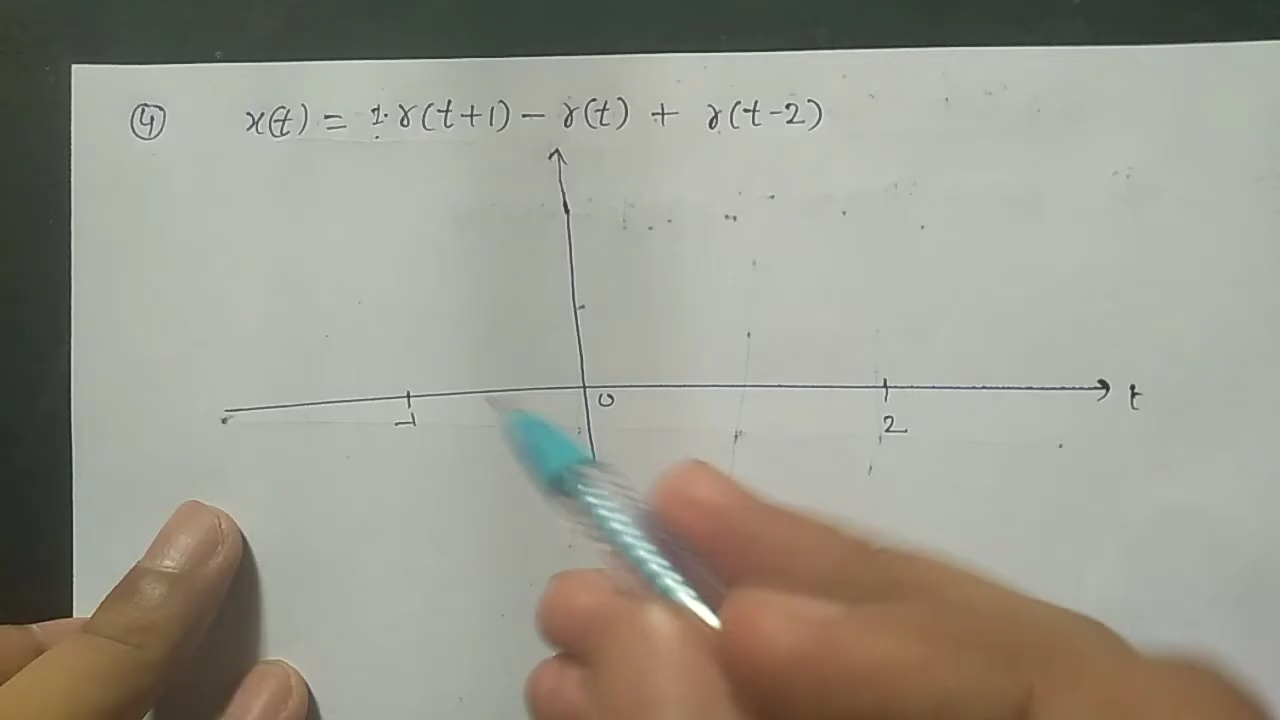 ④ x(t) = 1·r(t+1) − r(t) + r(t−2)
-1 0 2 t